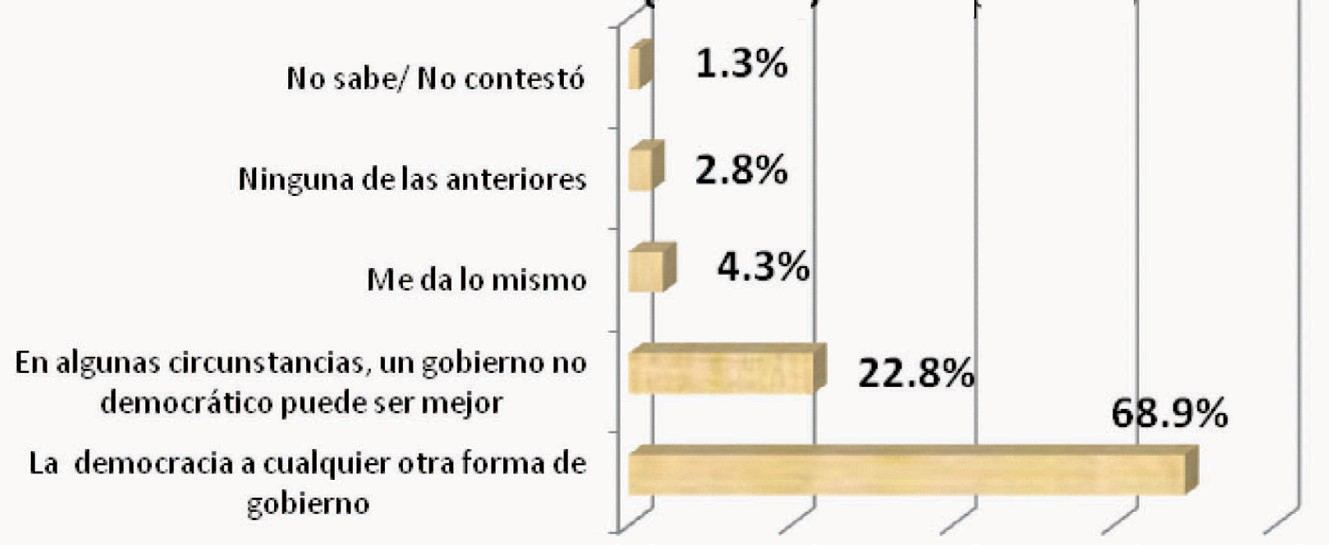 No sabe/ No contestó
1.3%
Ninguna de las anteriores
2.8%
Me da lo mismo
4.3%
En algunas circunstancias, un gobierno no
democrático puede ser mejor
22.8%
68.9%
La democracia a cualquier otra forma de
gobierno